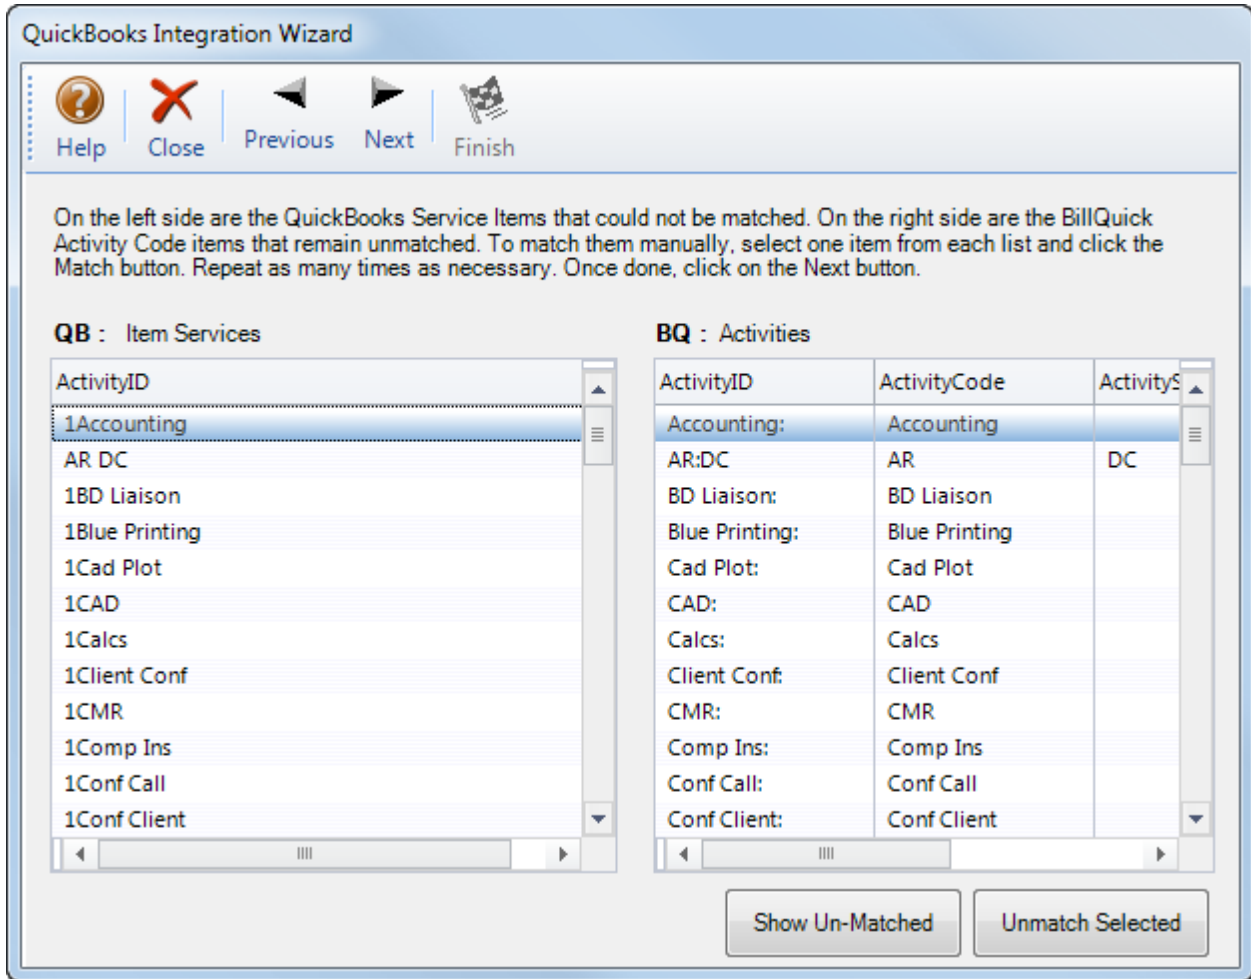 QuickBooks Integration Wizard
Help Close Previous Next Finish
On the left side are the QuickBooks Service Items that could not be matched. On the right side are the BillQuick
Activity Code items that remain unmatched. To match them manually, select one item from each list and click the
Match button. Repeat as many times as necessary. Once done, click on the Next button.
QB : Item Services
ActivityID
1Accounting
AR DC
1BD Liaison
1Blue Printing
1Cad Plot
1CAD
1Calcs
1Client Conf
1CMR
1Comp Ins
1Conf Call
1Conf Client
BQ : Activities
ActivityID ActivityCode ActivityS
Accounting: Accounting
AR:DC AR DC
BD Liaison: BD Liaison
Blue Printing: Blue Printing
Cad Plot: Cad Plot
CAD: CAD
Calcs: Calcs
Client Conf: Client Conf
CMR: CMR
Comp Ins: Comp Ins
Conf Call: Conf Call
Conf Client: Conf Client
Show Un-Matched Unmatch Selected